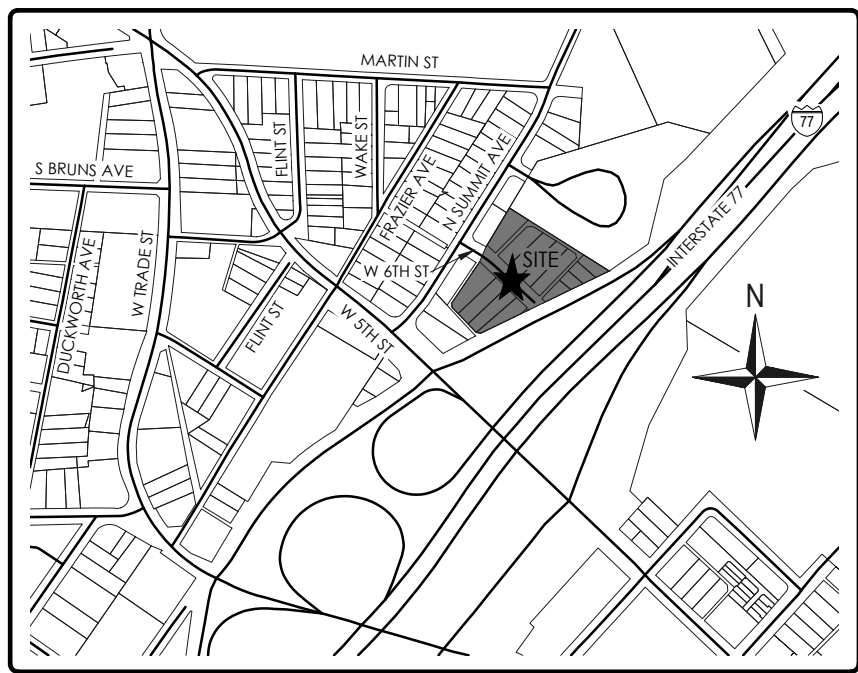 MARTIN ST
77
FLINT ST
WAKE ST
S BRUNS AVE
FRAZIER AVE
N SUMMIT AVE
INTERSTATE 77
W 6TH ST
SITE
DUCKWORTH AVE
W TRADE ST
N
FLINT ST
W 5TH ST